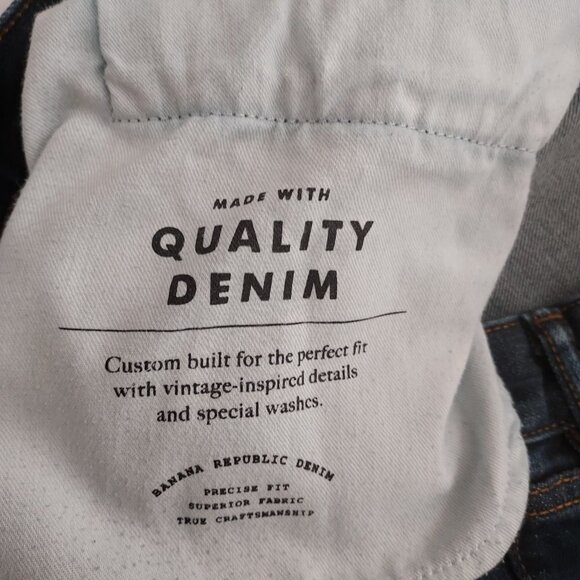 MADE WITH
QUALITY
DENIM
Custom built for the perfect fit
with vintage-inspired details
and special washes.
BANANA REPUBLIC DENIM
PRECISE FIT
SUPERIOR FABRIC
TRUE CRAFTSMANSHIP